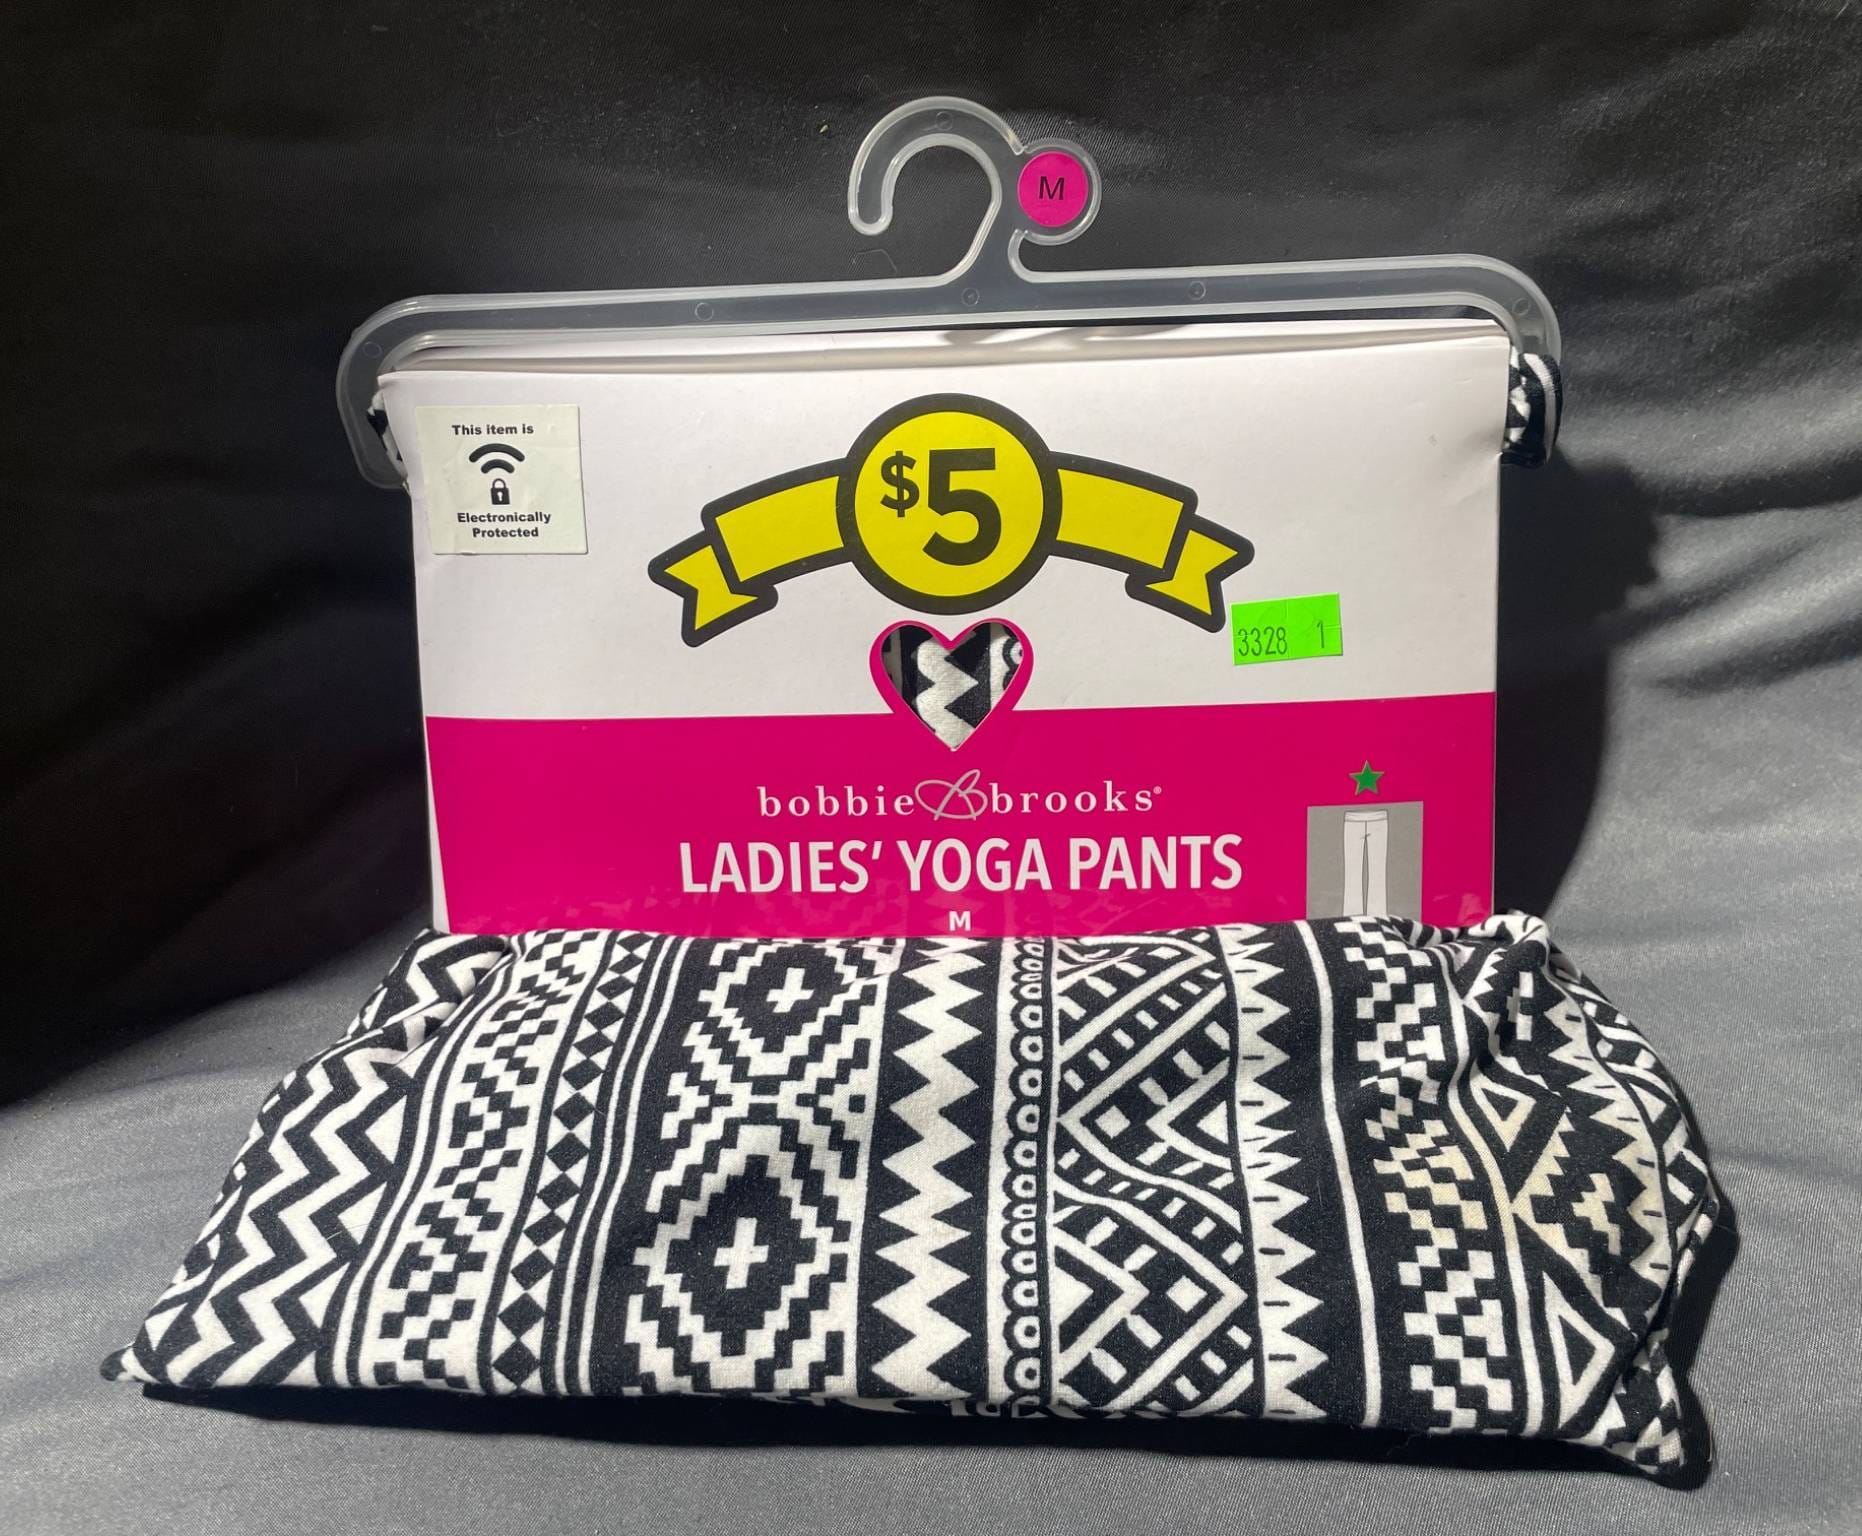 M
This item is
Electronically
Protected
$5
3328 1
bobbie brooks®
LADIES' YOGA PANTS
M